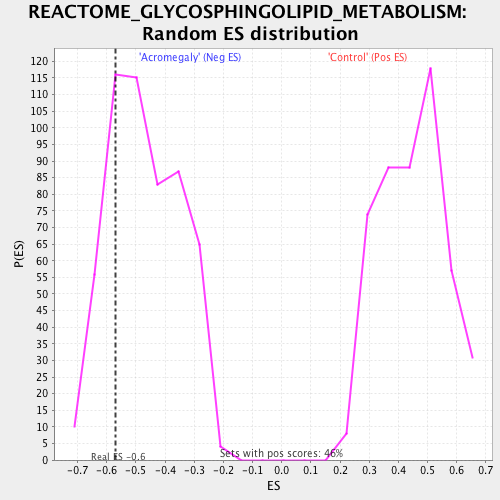 REACTOME_GLYCOSPHINGOLIPID_METABOLISM:
Random ES distribution
'Acromegaly' (Neg ES)
'Control' (Pos ES)
120
115
110
105
100
95
90
85
80
75
70
65
60
55
50
45
40
35
30
25
20
15
10
5
0
P(ES)
Real ES -0.6
Sets with pos scores: 46%
-0.7 -0.6 -0.5 -0.4 -0.3 -0.2 -0.1 0.0 0.1 0.2 0.3 0.4 0.5 0.6 0.7
ES